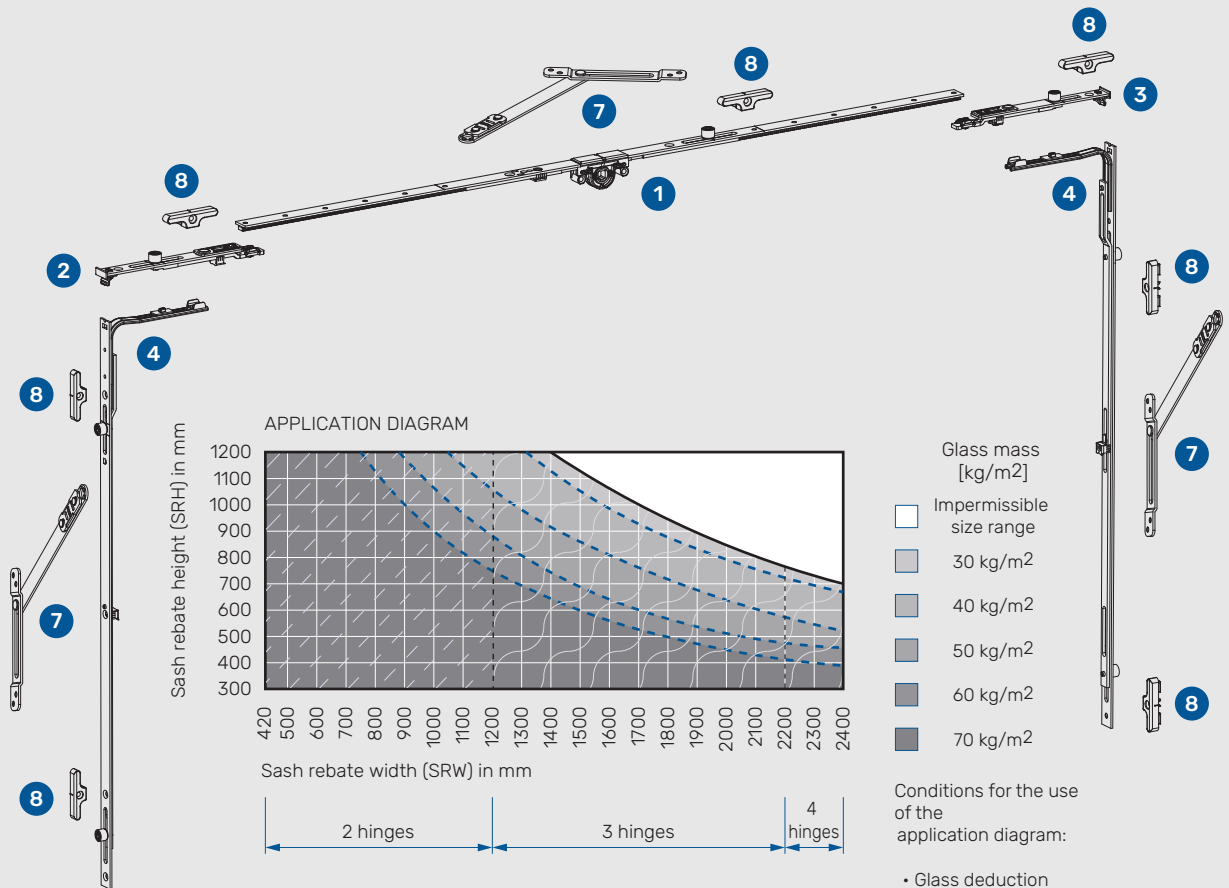 8
8
7
3
8
1
4
2
8
4
8
7
7
8
8
APPLICATION DIAGRAM
Sash rebate height (SRH) in mm
1200
1000
900
800
700
600
500
400
300
420 500 600 700 800 900 1000 1100 1200 1300 1400 1500 1600 1700 1800 1900 2000 2100 2200 2300 2400
Sash rebate width (SRW) in mm
2 hinges
3 hinges
4
hinges
Glass mass
[kg/m2]
Impermissible
size range
30 kg/m2
40 kg/m2
50 kg/m2
60 kg/m2
70 kg/m2
Conditions for the use
of the
application diagram:
• Glass deduction